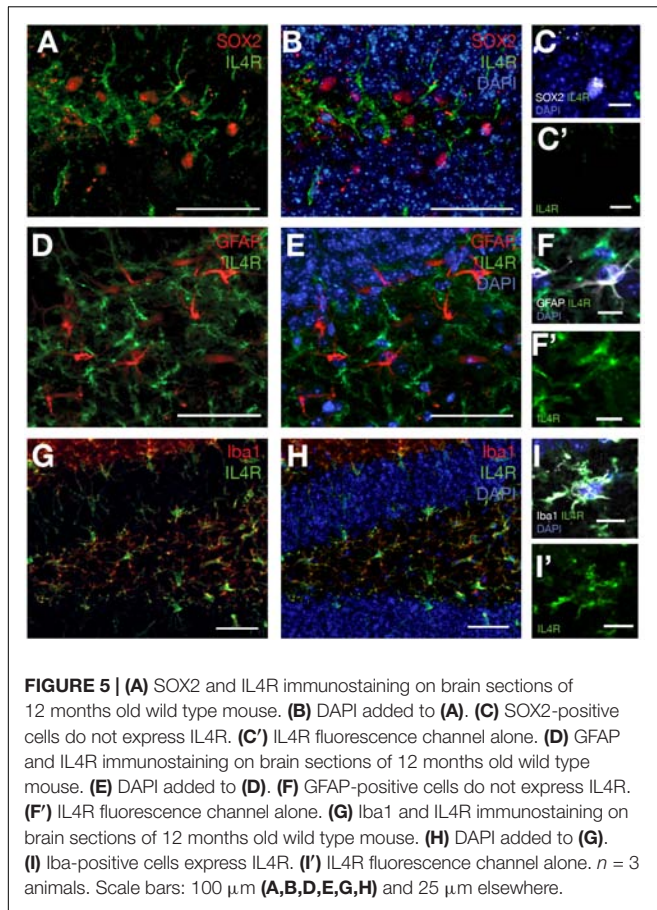 A
SOX2
IL4R
B
SOX2
IL4R
DAPI
C
SOX2 IL4R
DAPI
C'
IL4R
D
GFAP
IL4R
E
GFAP
IL4R
DAPI
F
GFAP IL4R
DAPI
F'
IL4R
G
Iba1
IL4R
H
Iba1
IL4R
DAPI
I
Iba1 IL4R
DAPI
I'
IL4R
FIGURE 5 | (A) SOX2 and IL4R immunostaining on brain sections of
12 months old wild type mouse. (B) DAPI added to (A). (C) SOX2-positive
cells do not express IL4R. (C′) IL4R fluorescence channel alone. (D) GFAP
and IL4R immunostaining on brain sections of 12 months old wild type
mouse. (E) DAPI added to (D). (F) GFAP-positive cells do not express IL4R.
(F′) IL4R fluorescence channel alone. (G) Iba1 and IL4R immunostaining on
brain sections of 12 months old wild type mouse. (H) DAPI added to (G).
(I) Iba-positive cells express IL4R. (I′) IL4R fluorescence channel alone. n = 3
animals. Scale bars: 100 μm (A,B,D,E,G,H) and 25 μm elsewhere.